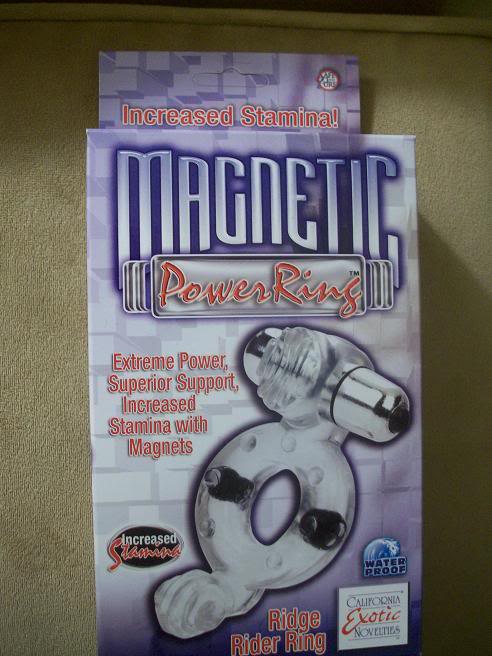 Increased Stamina!
MAGNETIC
PowerRing™
Extreme Power,
Superior Support,
Increased
Stamina with
Magnets
Increased
Stamina
WATER
PROOF
CALIFORNIA
Exotic
NOVELTIES
Ridge
Rider Ring